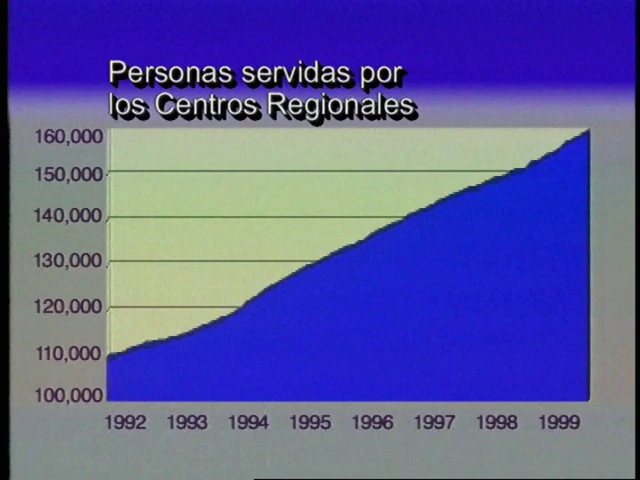 Personas servidas por
los Centros Regionales
160,000
150,000
140,000
130,000
120,000
110,000
100,000
1992 1993 1994 1995 1996 1997 1998 1999